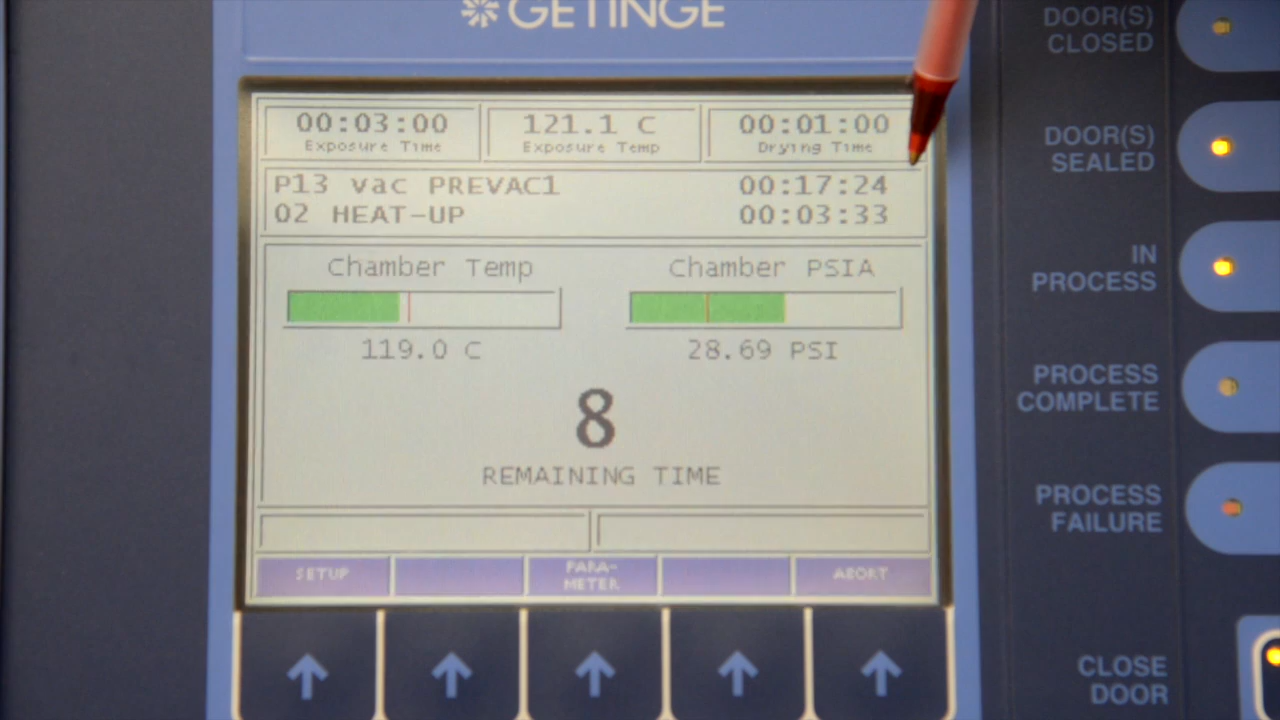 GETINGE
00:03:00 121.1 C 00:01:00
Exposure Time Exposure Temp Drying Time
P13 vac PREVAC1 00:17:24
02 HEAT-UP 00:03:33
Chamber Temp Chamber PSIA
119.0 C 28.69 PSI
8
REMAINING TIME
SETUP PARA-
METER ABORT
DOOR(S)
CLOSED
DOOR(S)
SEALED
IN
PROCESS
PROCESS
COMPLETE
PROCESS
FAILURE
CLOSE
DOOR